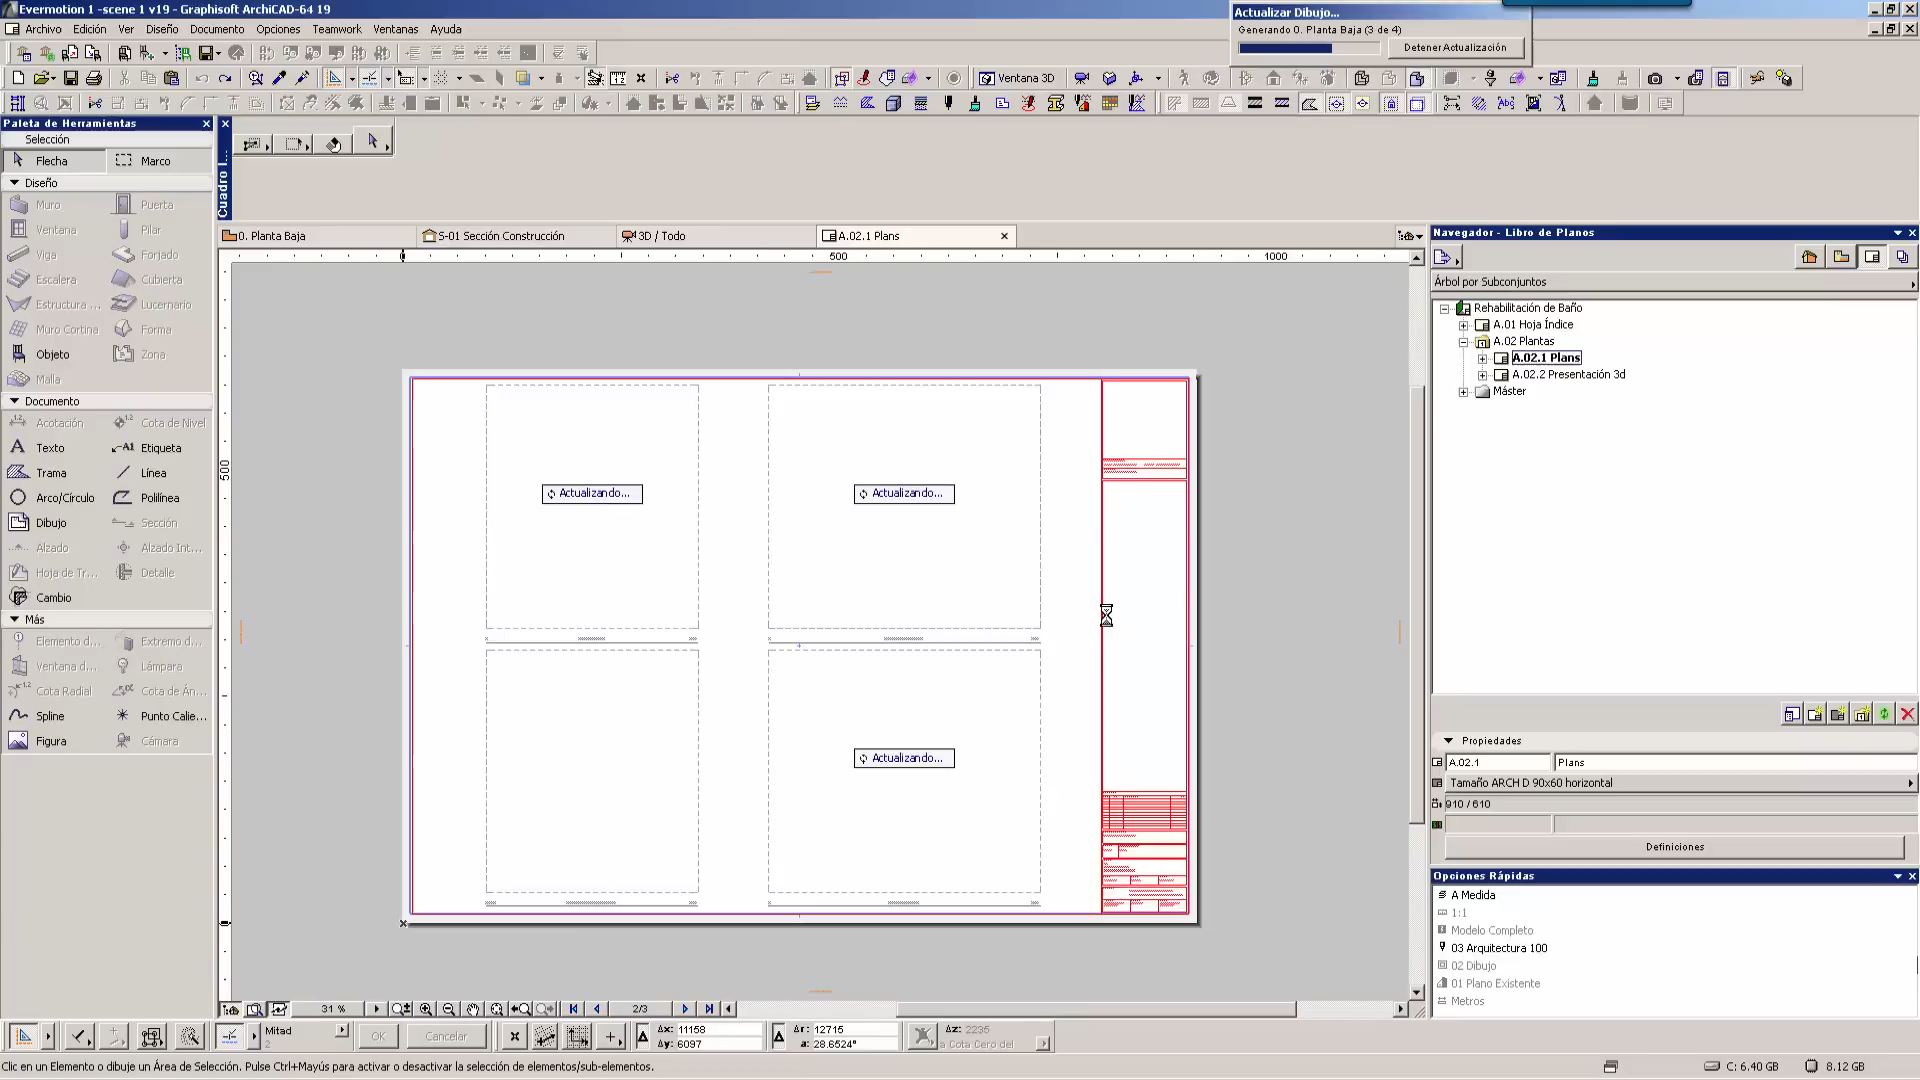 Evermotion 1 -scene 1 v19 - Graphisoft ArchiCAD-64 19
Actualizar Dibujo...
Archivo Edición Ver Diseño Documento Opciones Teamwork Ventanas Ayuda
Generando 0. Planta Baja (3 de 4)
Detener Actualización
Ventana 3D
Paleta de Herramientas
Selección
Flecha Marco
Diseño
Muro Puerta
Ventana Pilar
Viga Forjado
Escalera Cubierta
Estructura ... Lucernario
Muro Cortina Forma
Objeto Zona
Malla
Documento
Acotación Cota de Nivel
Texto Etiqueta
Trama Línea
Arco/Círculo Polilínea
Dibujo Sección
Alzado Alzado Int...
Hoja de Tr... Detalle
Cambio
Más
Elemento d... Extremo d...
Ventana d... Lámpara
Cota Radial Cota de Án...
Spline Punto Calie...
Figura Cámara
Cuadro I...
0. Planta Baja
S-01 Sección Construcción
3D / Todo
A.02.1 Plans
500 1000
500
Actualizando...
Actualizando...
Actualizando...
Navegador - Libro de Planos
Árbol por Subconjuntos
Rehabilitación de Baño
A.01 Hoja Índice
A.02 Plantas
A.02.1 Plans
A.02.2 Presentación 3d
Máster
Propiedades
A.02.1 Plans
Tamaño ARCH D 90x60 horizontal
910 / 610
Definiciones
Opciones Rápidas
A Medida
1:1
Modelo Completo
03 Arquitectura 100
02 Dibujo
01 Plano Existente
Metros
31 % 2/3
Mitad
2
OK Cancelar
Δx: 11158
Δy: 6097
Δr: 12715
a: 28.6524°
Δz: 2235
a Cota Cero del
Clic en un Elemento o dibuje un Área de Selección. Pulse Ctrl+Mayús para activar o desactivar la selección de elementos/sub-elementos.
C: 6.40 GB 8.12 GB